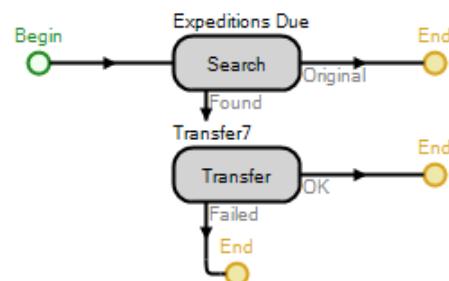 Expeditions Due
Begin
End
Search
Original
Found
Transfer7
End
Transfer
OK
Failed
End